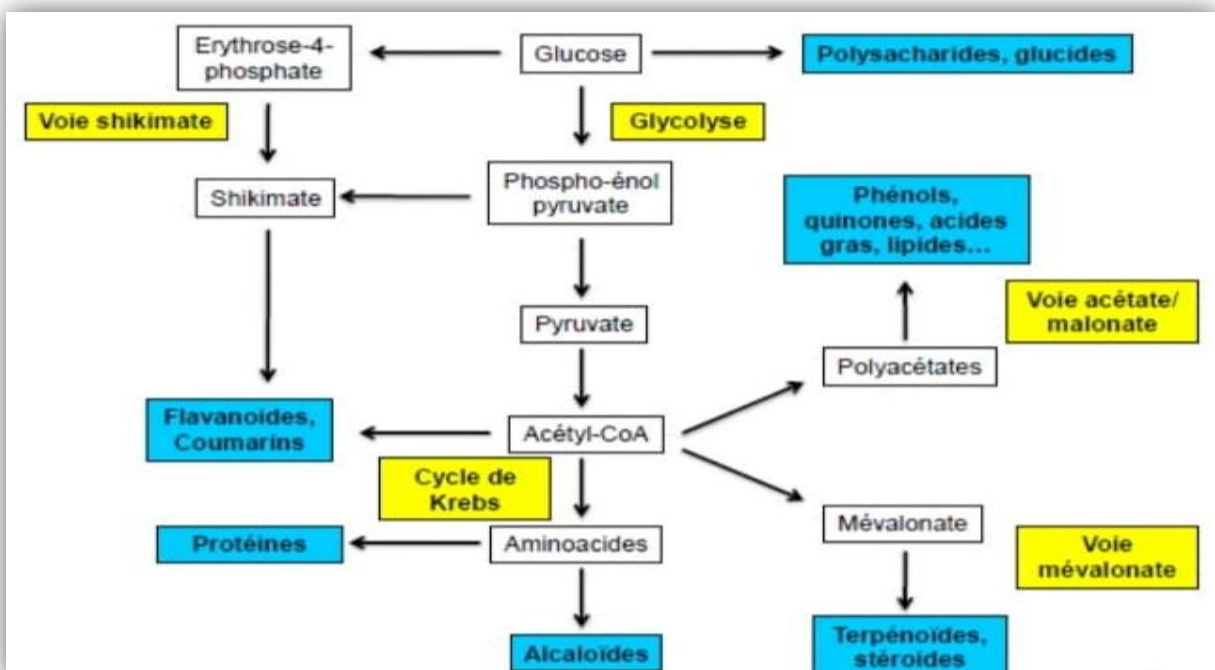 Erythrose-4-
phosphate
Glucose
Polysacharides, glucides
Voie shikimate
Glycolyse
Shikimate
Phospho-énol
pyruvate
Phénols,
quinones, acides
gras, lipides...
Pyruvate
Voie acétate/
malonate
Polyacétates
Flavanoides,
Coumarins
Acétyl-CoA
Cycle de
Krebs
Mévalonate
Protéines
Aminoacides
Voie
mévalonate
Alcaloïdes
Terpénoïdes,
stéroides